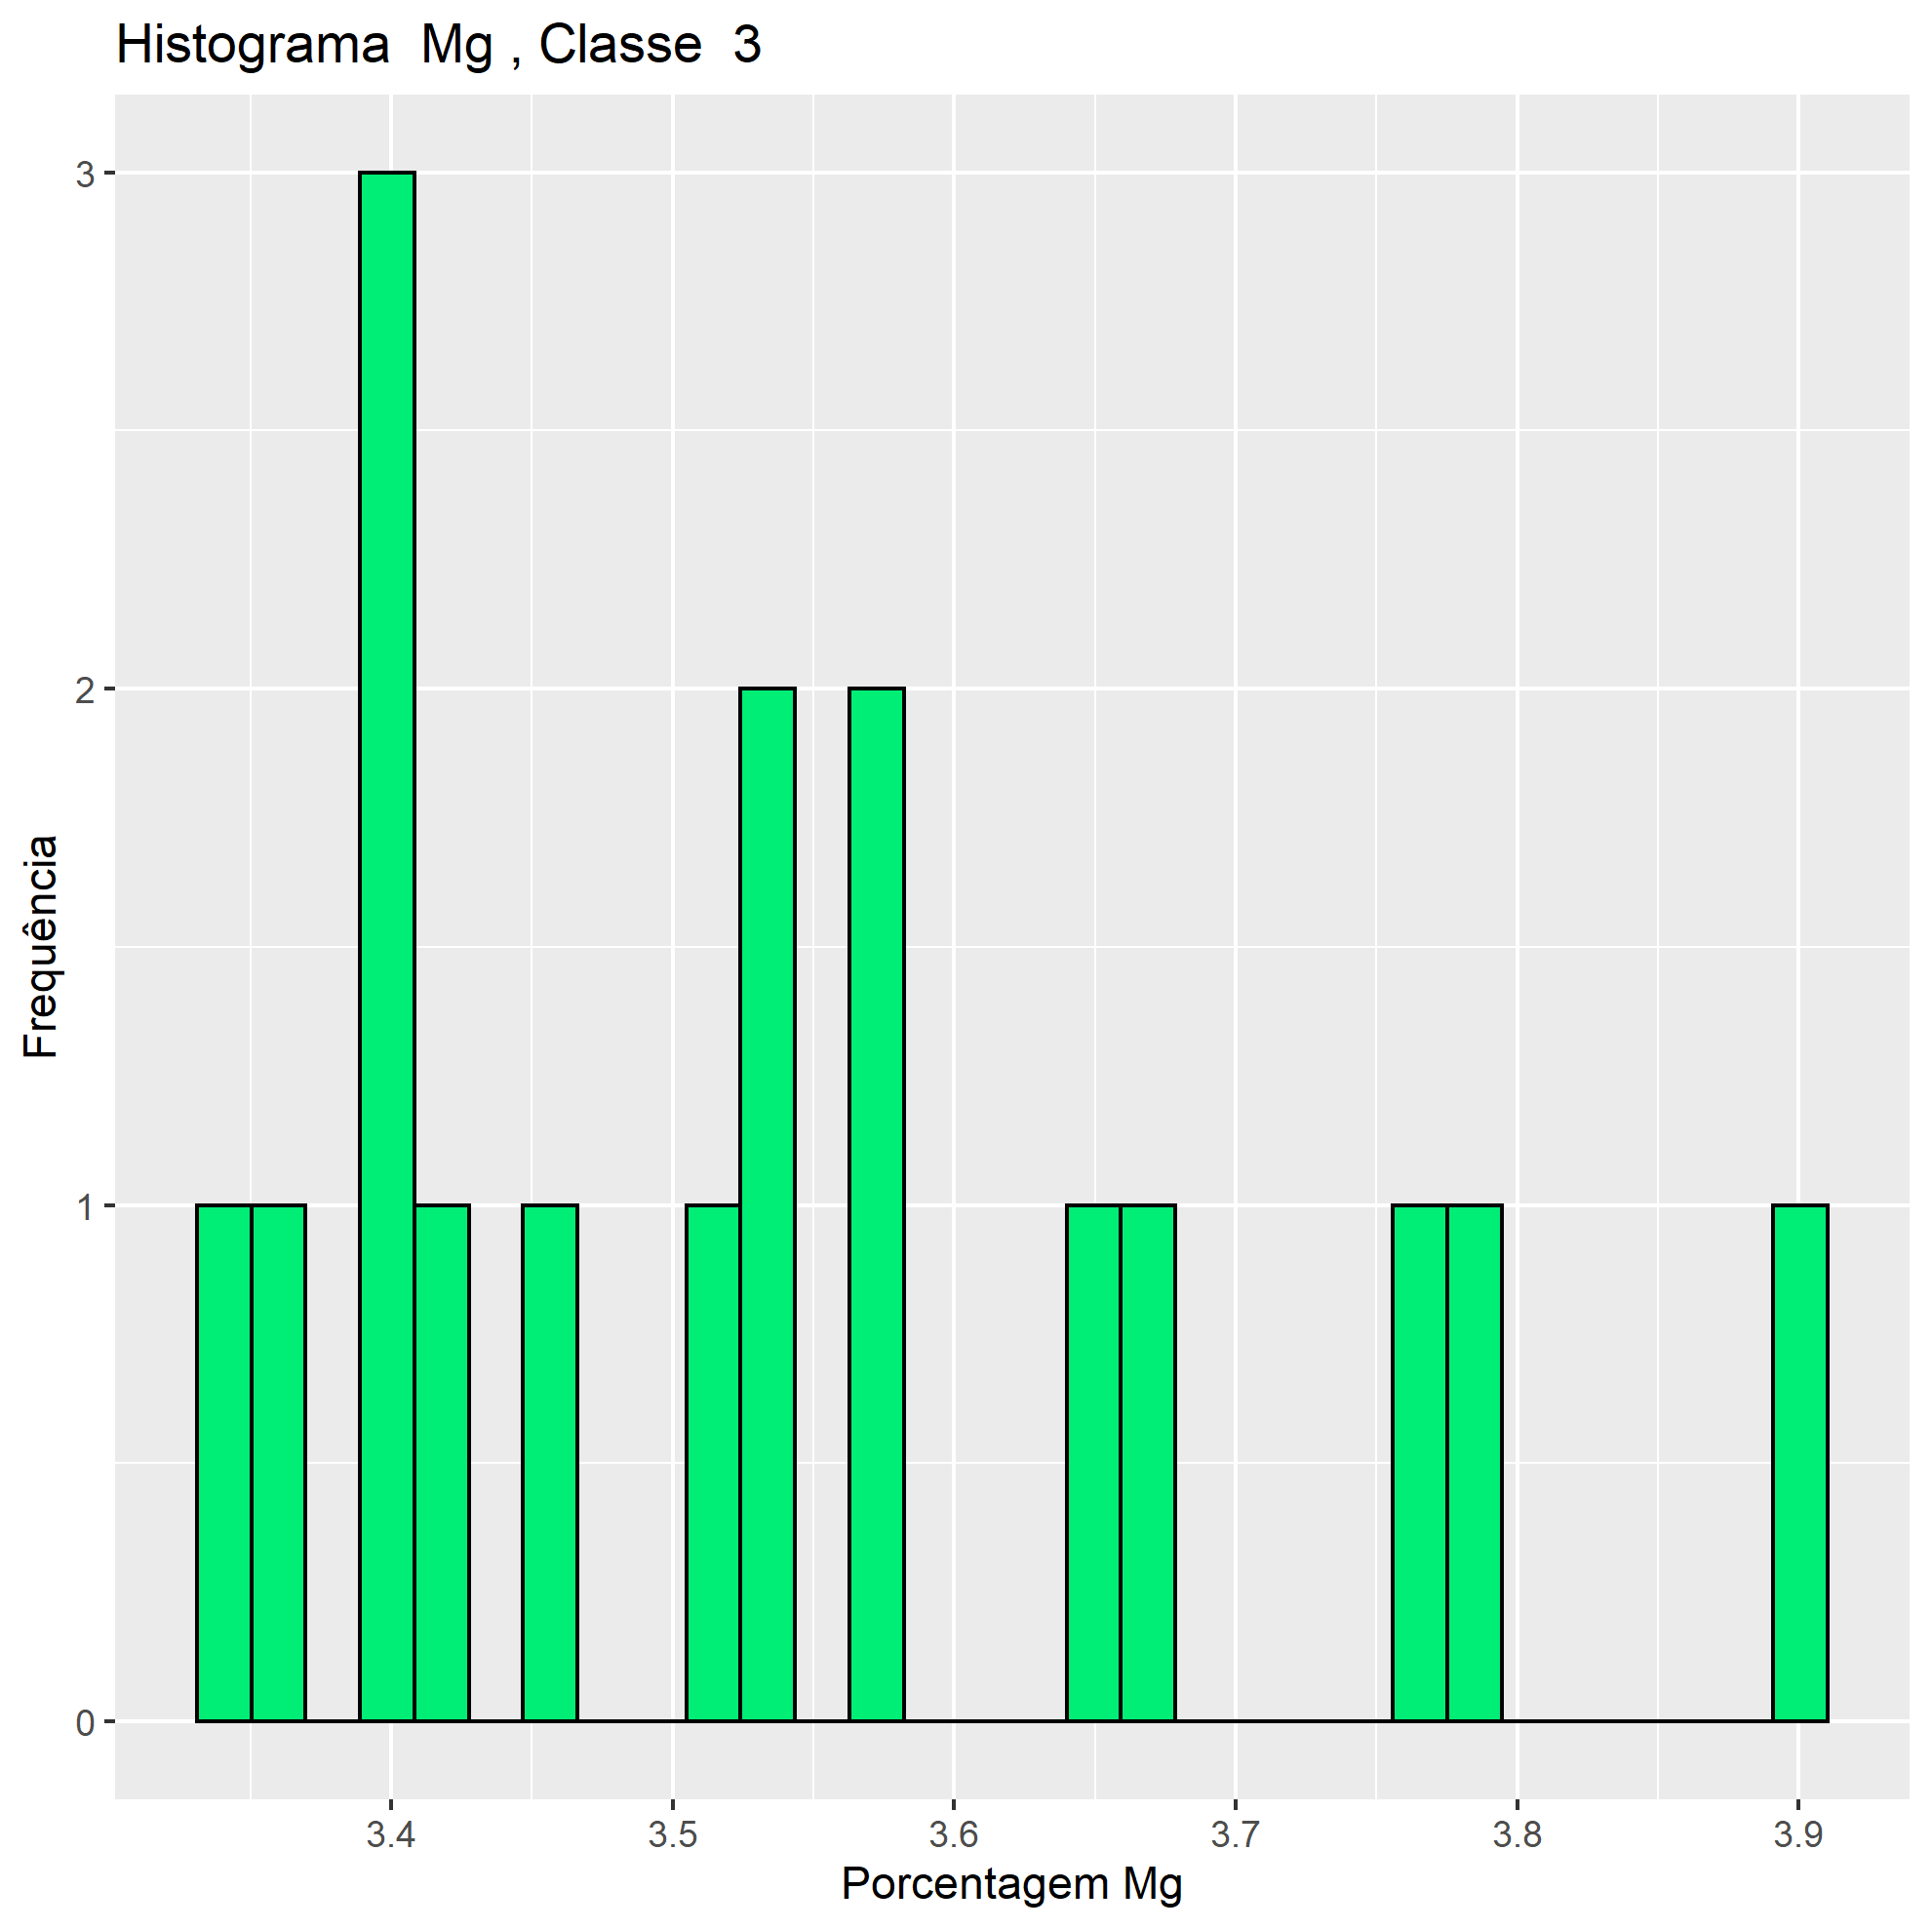 Histograma  Mg , Classe  3
Frequência
3
2
1
0
3.4 3.5 3.6 3.7 3.8 3.9
Porcentagem Mg